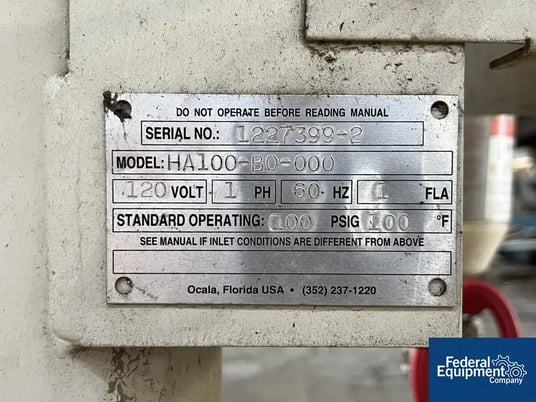 DO NOT OPERATE BEFORE READING MANUAL
SERIAL NO.: 1227399-2
MODEL: HA100-B0-000
120 VOLT 1 PH 60 HZ 1 FLA
STANDARD OPERATING: 100 PSIG 100 °F
SEE MANUAL IF INLET CONDITIONS ARE DIFFERENT FROM ABOVE
Ocala, Florida USA • (352) 237-1220
Federal
Equipment
Company